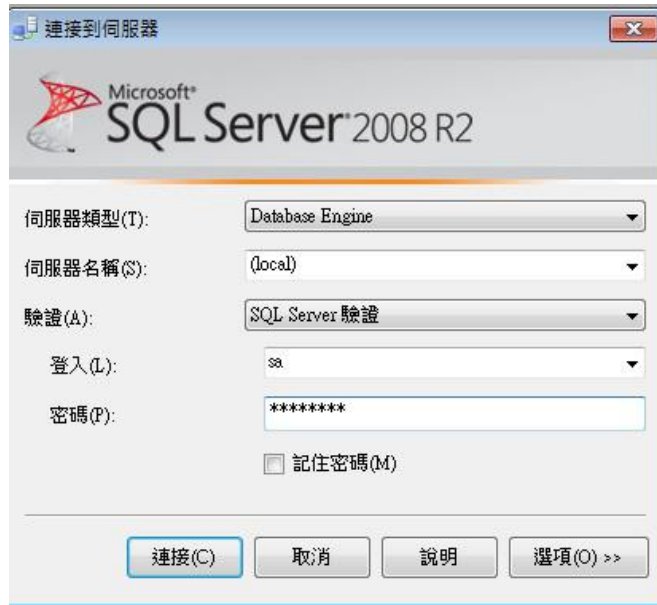 連接到伺服器
Microsoft®
SQL Server® 2008 R2
伺服器類型(T): Database Engine
伺服器名稱(S): (local)
驗證(A): SQL Server 驗證
登入(L): sa
密碼(P): ********
記住密碼(M)
連接(C) 取消 說明 選項(O) >>